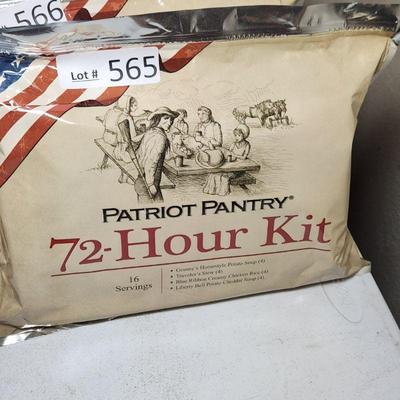 566
Lot # 565
PATRIOT PANTRY®
72-Hour Kit
16
Servings
• Granny's Homestyle Potato Soup (4)
• Traveler's Stew (4)
• Blue Ribbon Creamy Chicken Rice (4)
• Liberty Bell Potato Cheddar Soup (4)